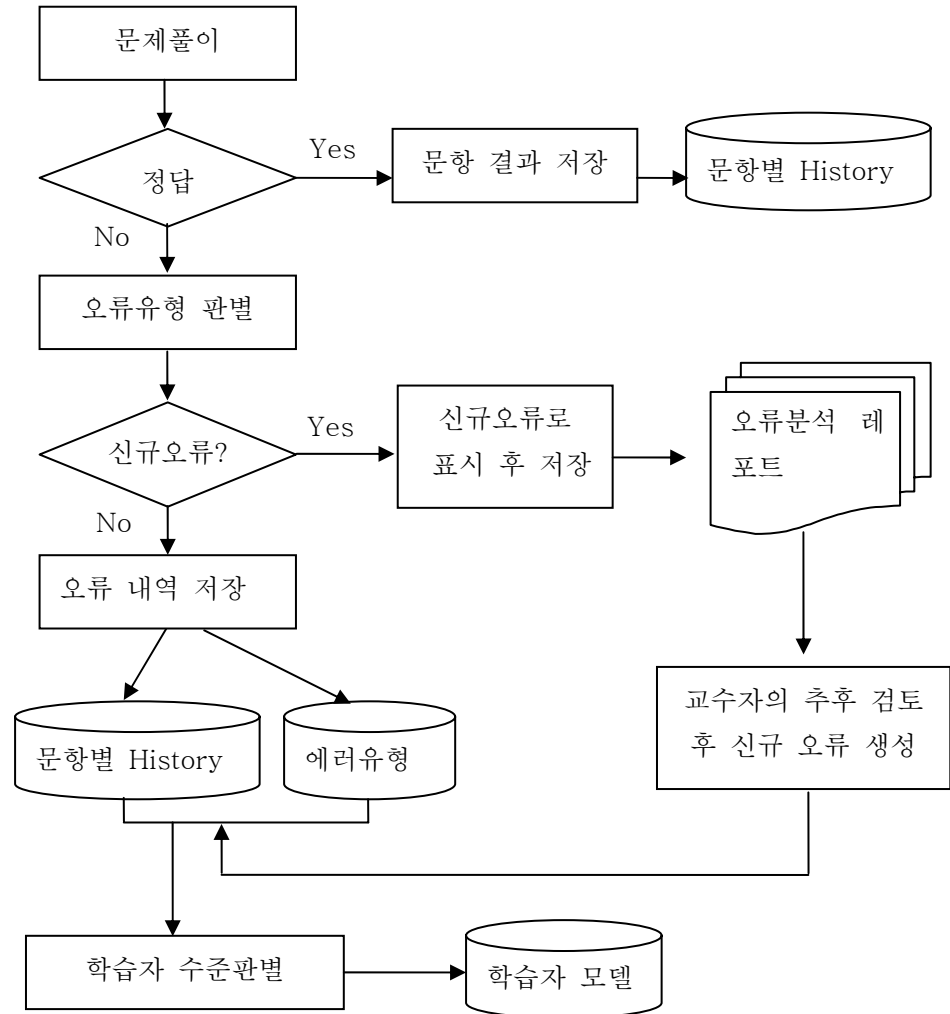 문제풀이
정답
Yes
문항 결과 저장
문항별 History
No
오류유형 판별
신규오류?
Yes
신규오류로
표시 후 저장
오류분석 레
포트
No
오류 내역 저장
문항별 History
에러유형
교수자의 추후 검토
후 신규 오류 생성
학습자 수준판별
학습자 모델